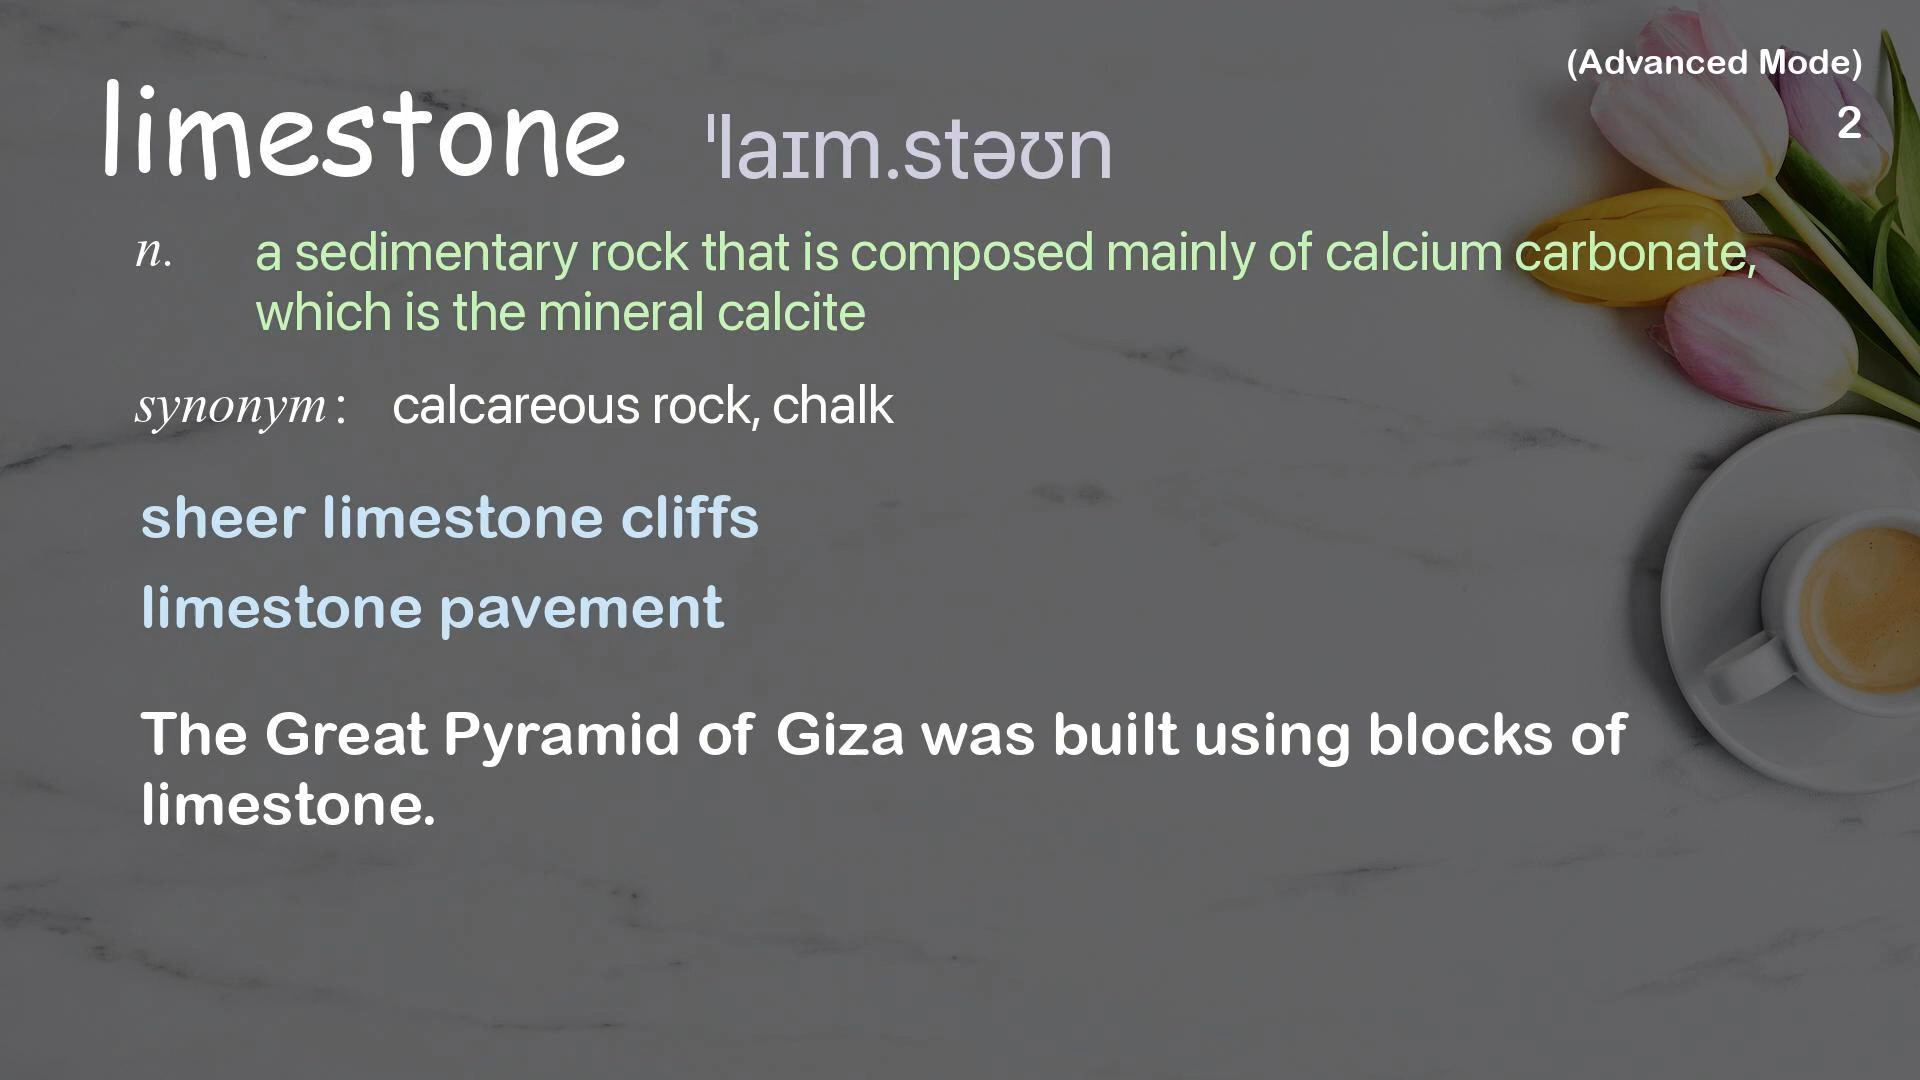 (Advanced Mode)
2
limestone ˈlaɪm.stəʊn
n. a sedimentary rock that is composed mainly of calcium carbonate,
which is the mineral calcite
synonym: calcareous rock, chalk
sheer limestone cliffs
limestone pavement
The Great Pyramid of Giza was built using blocks of
limestone.